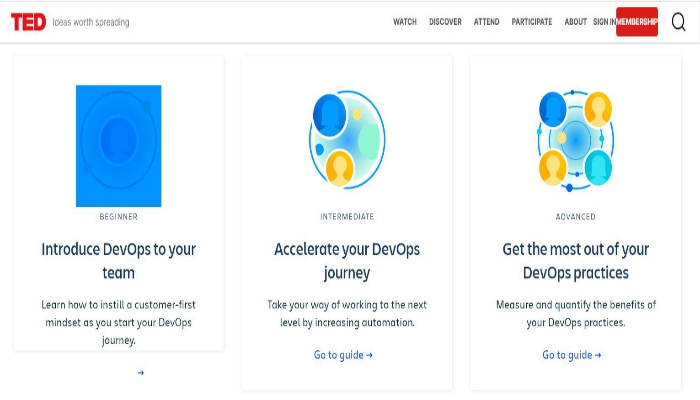 TED Ideas worth spreading WATCH DISCOVER ATTEND PARTICIPATE ABOUT SIGN IN MEMBERSHIP
BEGINNER
Introduce DevOps to your
team
Learn how to instill a customer-first
mindset as you start your DevOps
journey.
→
INTERMEDIATE
Accelerate your DevOps
journey
Take your way of working to the next
level by increasing automation.
Go to guide →
ADVANCED
Get the most out of your
DevOps practices
Measure and quantify the benefits of
your DevOps practices.
Go to guide →